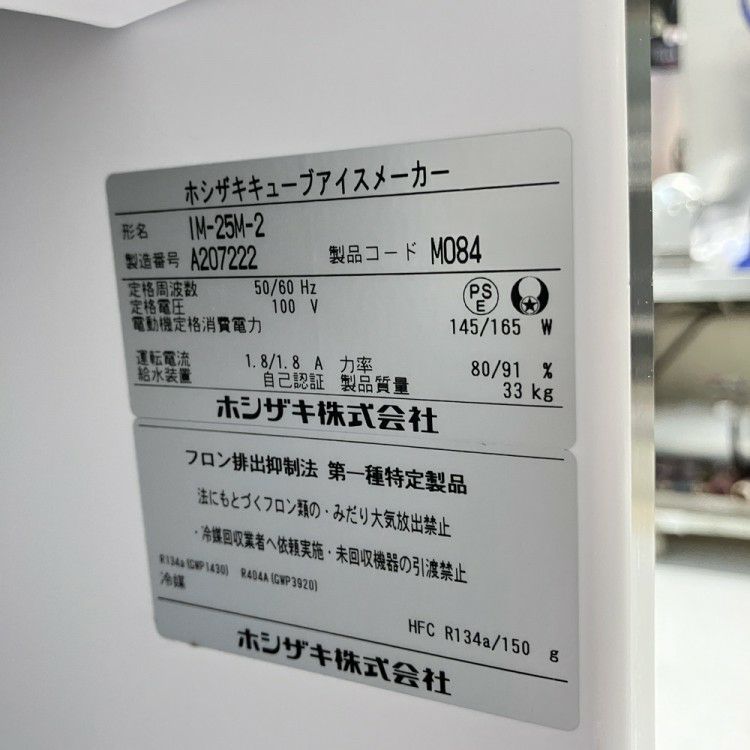 ホシザキキューブアイスメーカー
形名 IM-25M-2
製造番号 A207222 製品コード M084
定格周波数 50/60 Hz
定格電圧 100 V
PS E
電動機定格消費電力 145/165 W
運転電流 1.8/1.8 A 力率 80/91 %
給水装置 自己認証 製品質量 33 kg
ホシザキ株式会社
フロン排出抑制法 第一種特定製品
法にもとづくフロン類の・みだり大気放出禁止
・冷媒回収業者へ依頼実施・未回収機器の引渡禁止
R134a(GWP1430) R404A(GWP3920)
冷媒 HFC R134a/150 g
ホシザキ株式会社